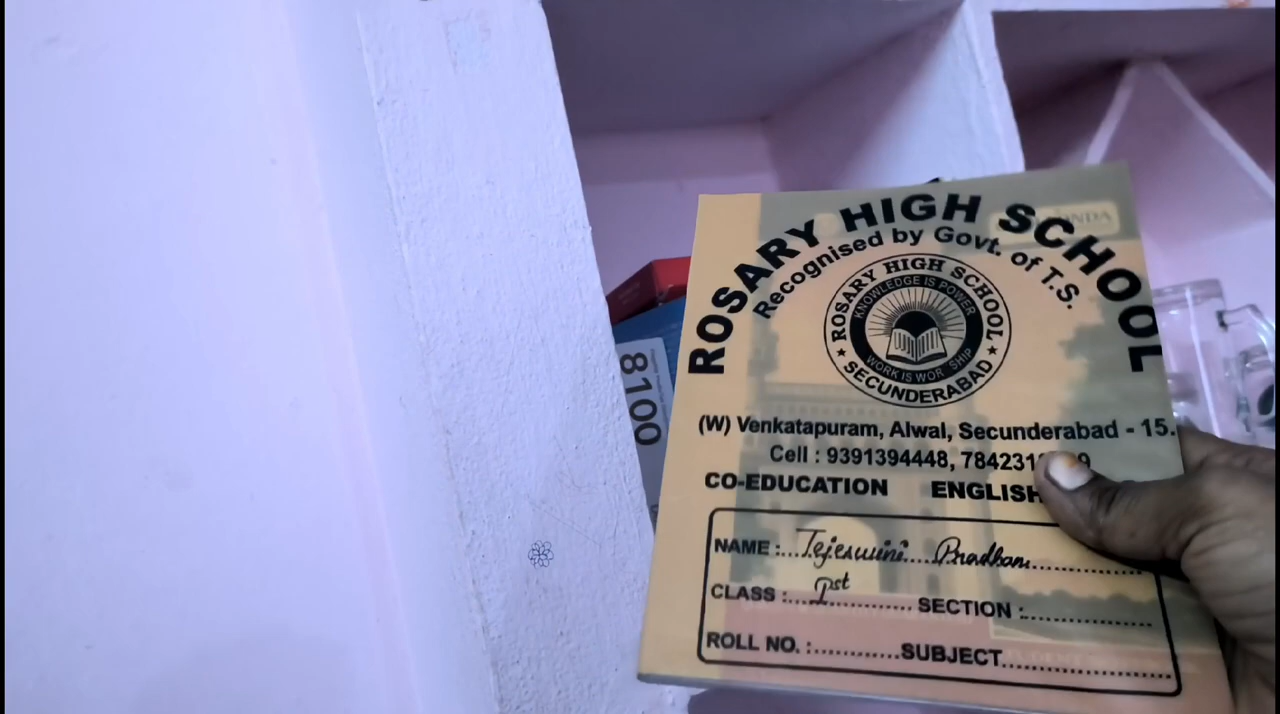 ROSARY HIGH SCHOOL
Recognised by Govt. of T.S.
ROSARY HIGH SCHOOL
KNOWLEDGE IS POWER
WORK IS WOR SHIP
★ SECUNDERABAD ★
(W) Venkatapuram, Alwal, Secunderabad - 15.
Cell : 9391394448, 784231
CO-EDUCATION ENGLISH
NAME : Tejeswini Pradhan
CLASS : Ist SECTION :
ROLL NO. : SUBJECT
8100